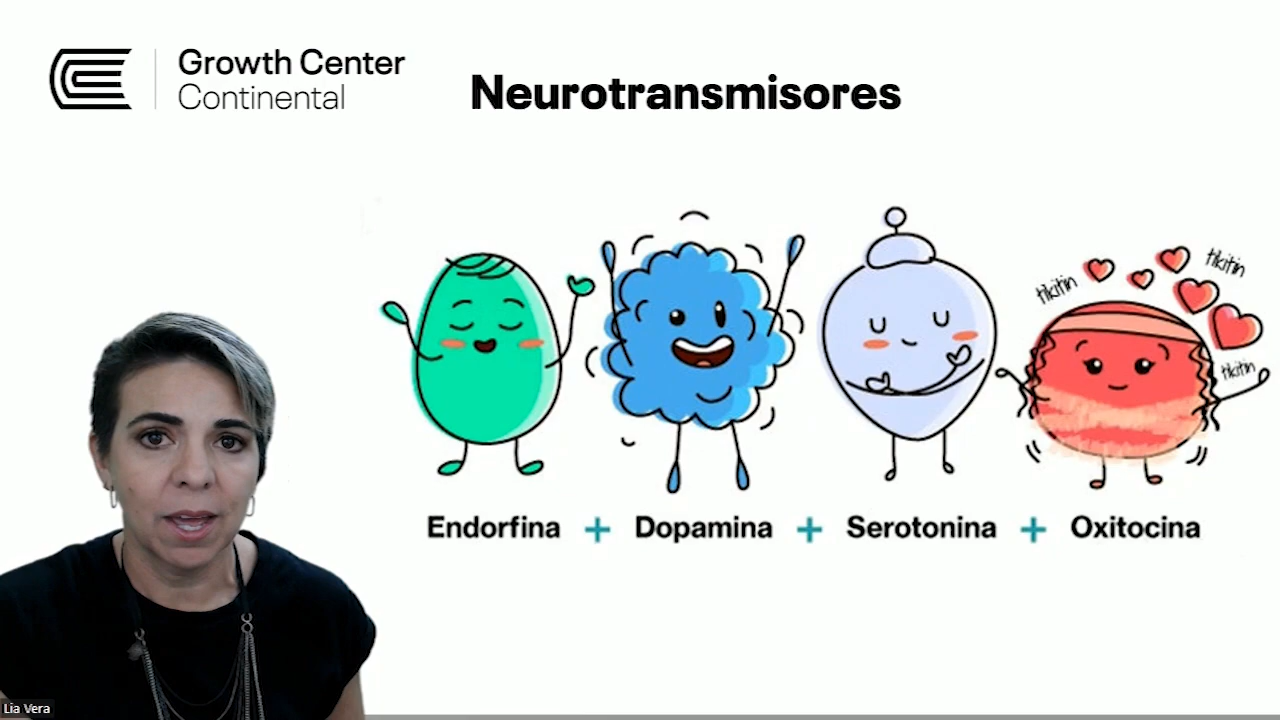 Growth Center
Continental
Neurotransmisores
tikitin
tikitin
tikitin
Endorfina + Dopamina + Serotonina + Oxitocina
Lia Vera